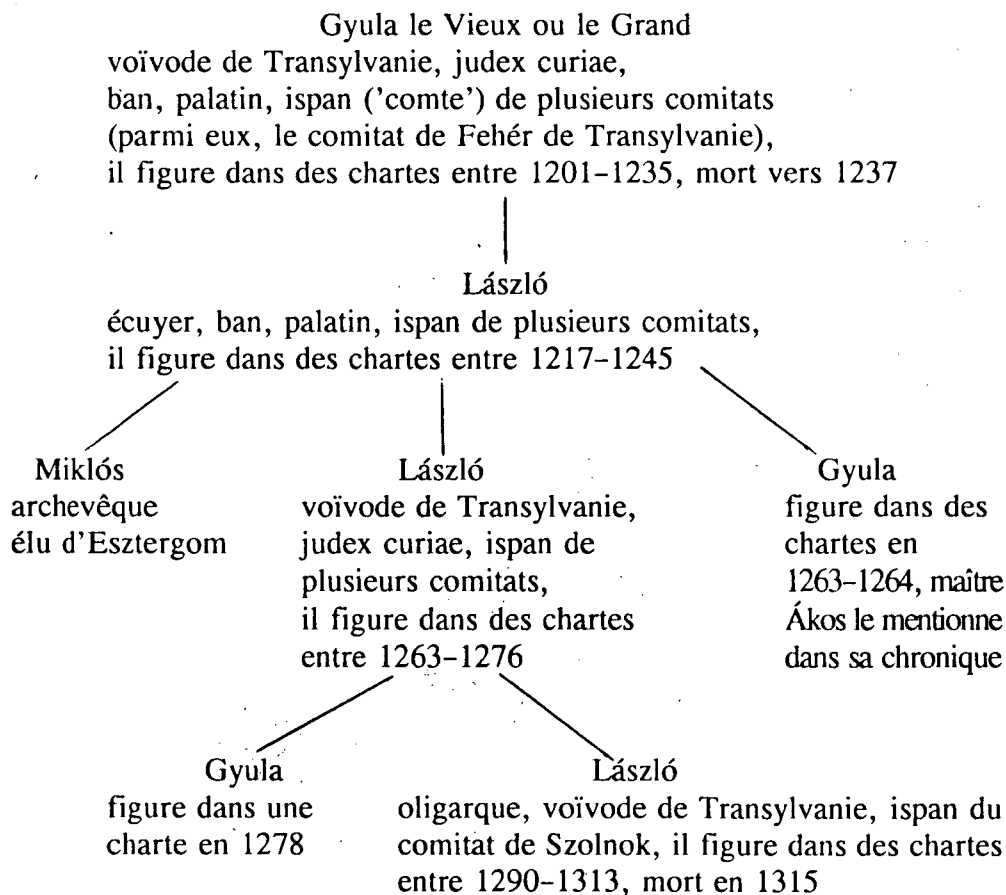 Gyula le Vieux ou le Grand
voïvode de Transylvanie, judex curiae,
ban, palatin, ispan ('comte') de plusieurs comitats
(parmi eux, le comitat de Fehér de Transylvanie),
il figure dans des chartes entre 1201–1235, mort vers 1237
László
écuyer, ban, palatin, ispan de plusieurs comitats,
il figure dans des chartes entre 1217–1245
Miklós
archevêque
élu d'Esztergom
László
voïvode de Transylvanie,
judex curiae, ispan de
plusieurs comitats,
il figure dans des chartes
entre 1263–1276
Gyula
figure dans des
chartes en
1263–1264, maître
Ákos le mentionne
dans sa chronique
Gyula
figure dans une
charte en 1278
László
oligarque, voïvode de Transylvanie, ispan du
comitat de Szolnok, il figure dans des chartes
entre 1290–1313, mort en 1315